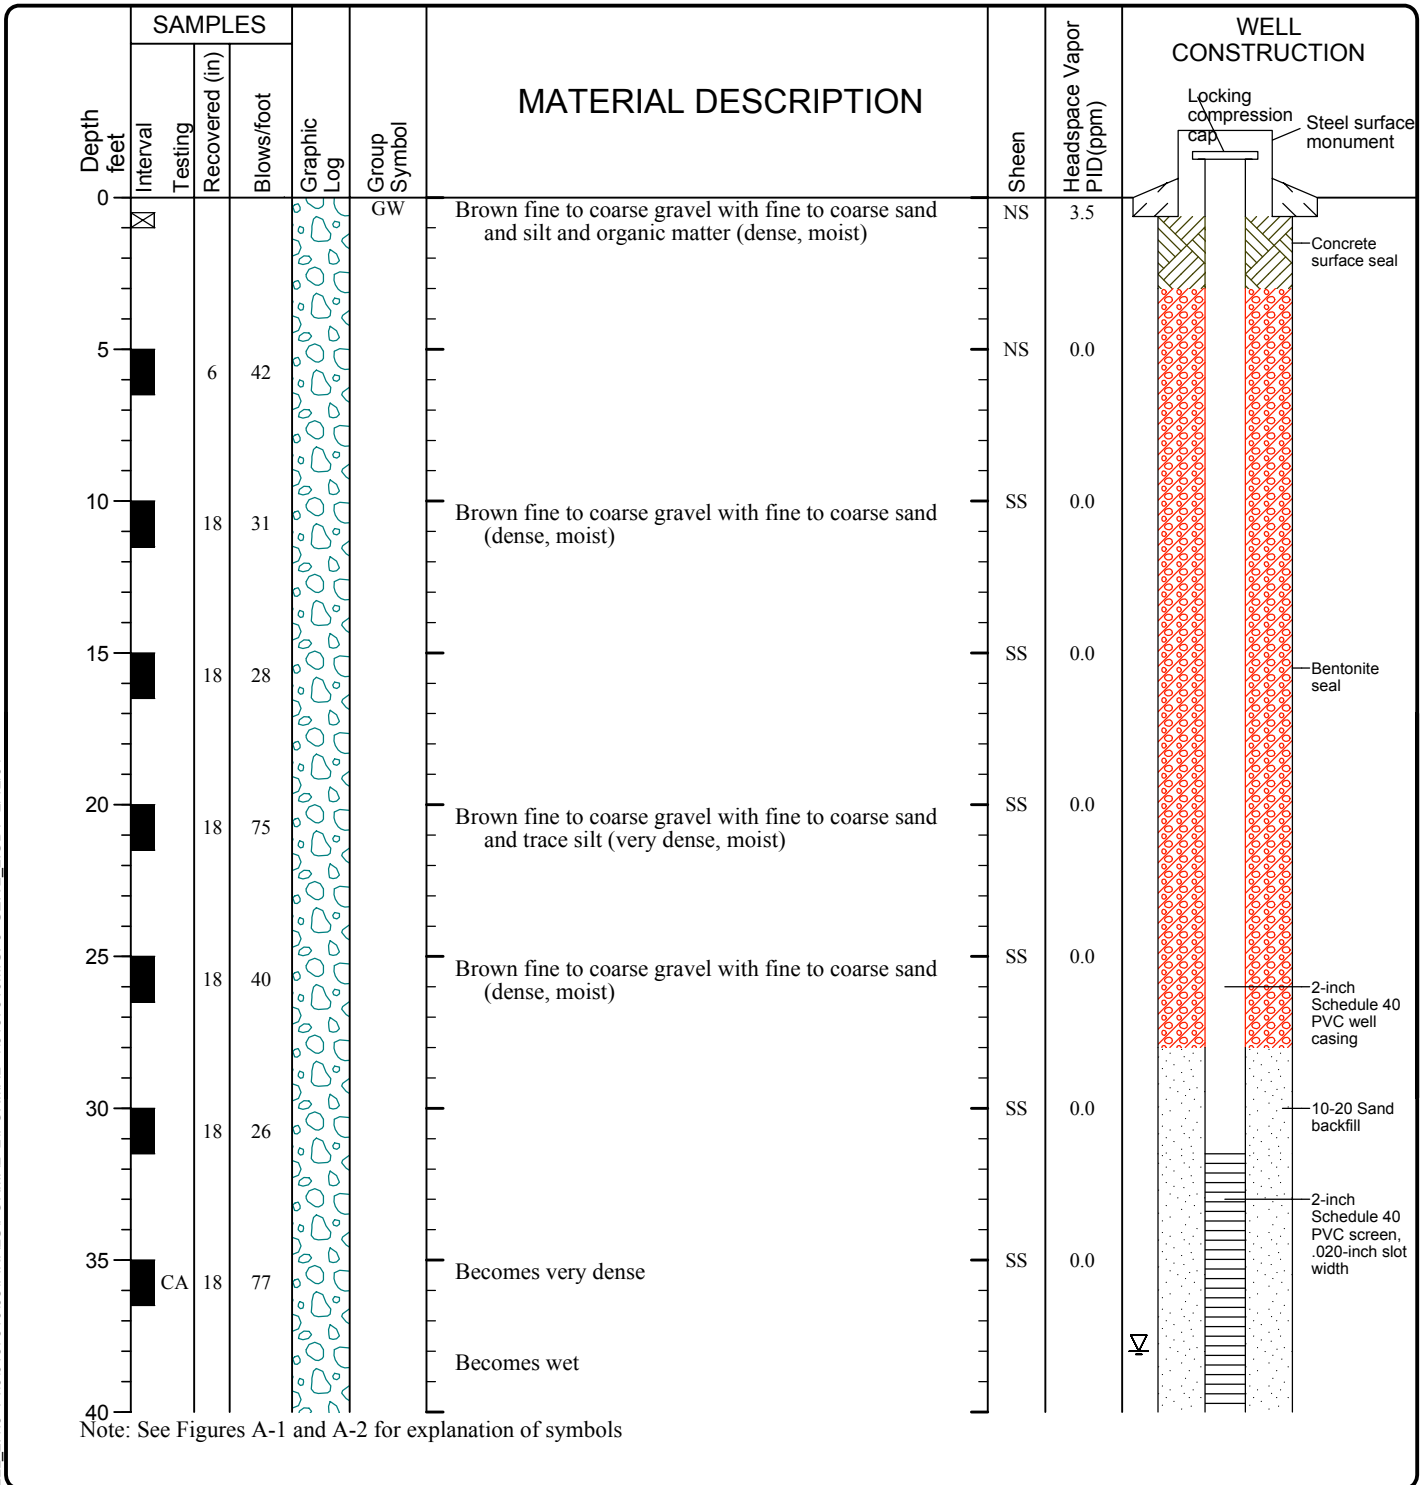 SAMPLES
Depth
feet
Interval
Testing
Recovered (in)
Blows/foot
Graphic
Log
Group
Symbol
MATERIAL DESCRIPTION
Sheen
Headspace Vapor
PID(ppm)
WELL
CONSTRUCTION
Locking
compression
cap
Steel surface
monument
0
GW
Brown fine to coarse gravel with fine to coarse sand
and silt and organic matter (dense, moist)
NS
3.5
Concrete
surface seal
5
6
42
NS
0.0
10
18
31
Brown fine to coarse gravel with fine to coarse sand
(dense, moist)
SS
0.0
15
18
28
SS
0.0
Bentonite
seal
20
18
75
Brown fine to coarse gravel with fine to coarse sand
and trace silt (very dense, moist)
SS
0.0
25
18
40
Brown fine to coarse gravel with fine to coarse sand
(dense, moist)
SS
0.0
2-inch
Schedule 40
PVC well
casing
30
18
26
SS
0.0
10-20 Sand
backfill
2-inch
Schedule 40
PVC screen,
.020-inch slot
width
35
CA
18
77
Becomes very dense
SS
0.0
Becomes wet
40
Note: See Figures A-1 and A-2 for explanation of symbols